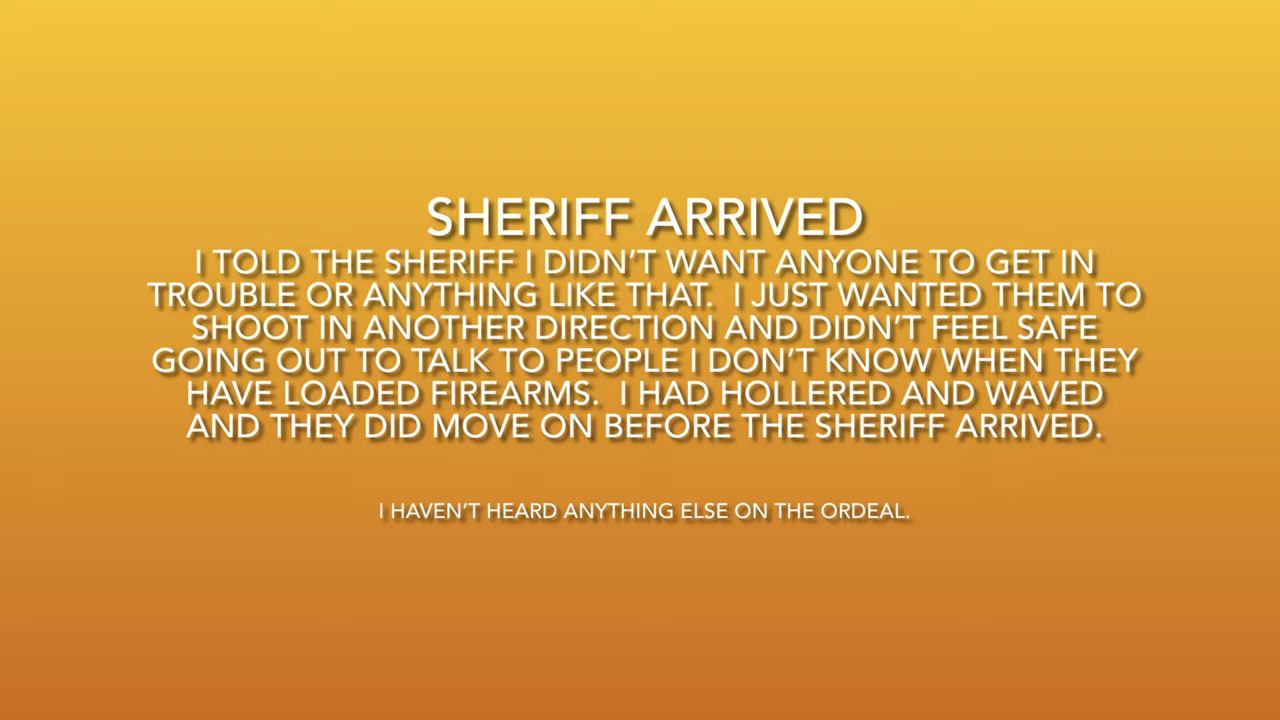 SHERIFF ARRIVED
I TOLD THE SHERIFF I DIDN’T WANT ANYONE TO GET IN
TROUBLE OR ANYTHING LIKE THAT.  I JUST WANTED THEM TO
SHOOT IN ANOTHER DIRECTION AND DIDN’T FEEL SAFE
GOING OUT TO TALK TO PEOPLE I DON’T KNOW WHEN THEY
HAVE LOADED FIREARMS.  I HAD HOLLERED AND WAVED
AND THEY DID MOVE ON BEFORE THE SHERIFF ARRIVED.
I HAVEN’T HEARD ANYTHING ELSE ON THE ORDEAL.